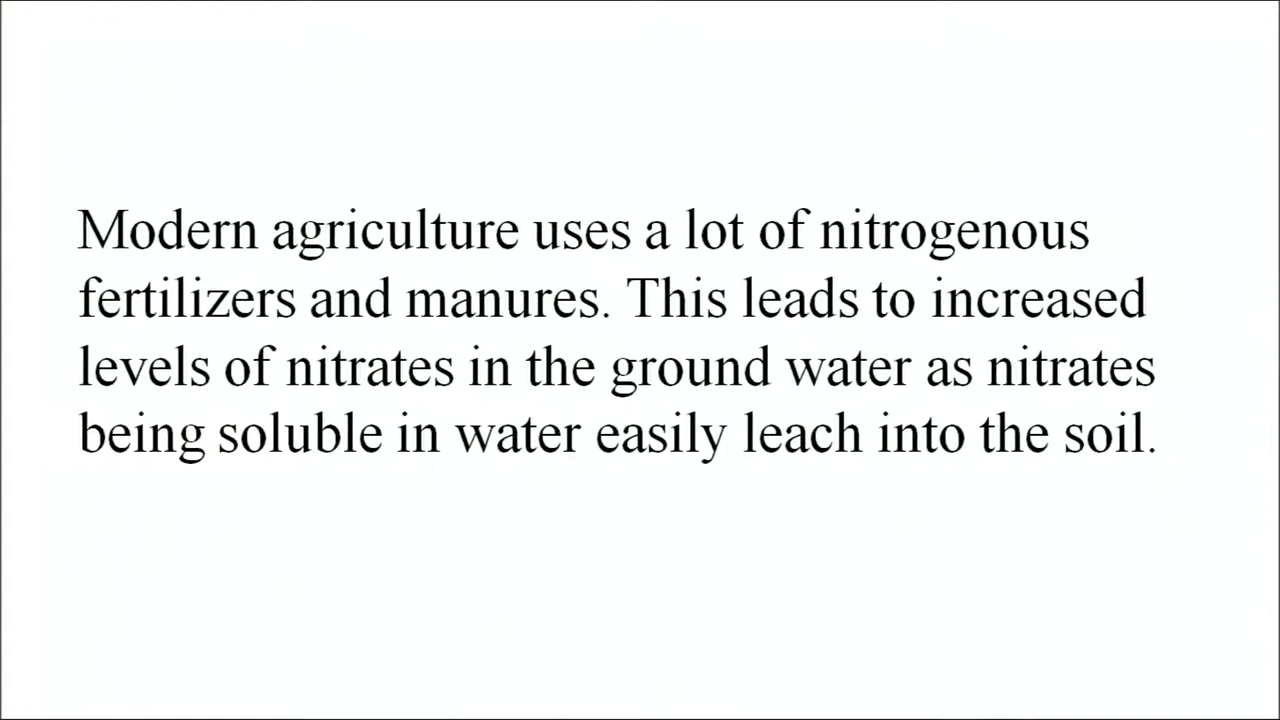 Modern agriculture uses a lot of nitrogenous
fertilizers and manures. This leads to increased
levels of nitrates in the ground water as nitrates
being soluble in water easily leach into the soil.